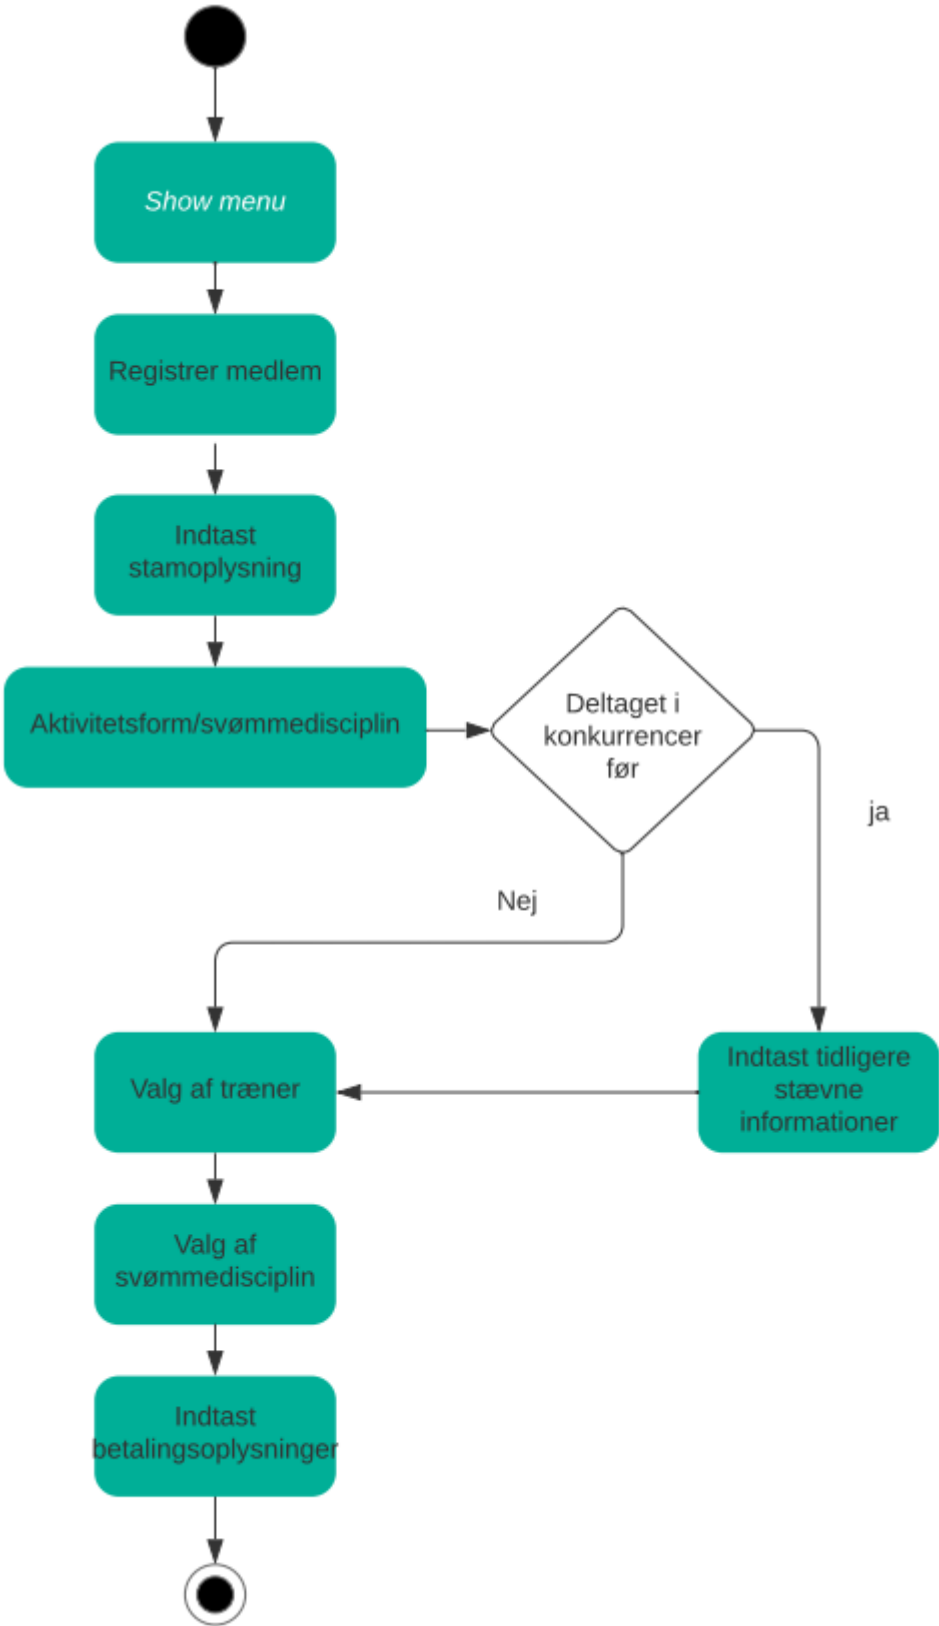 Show menu
Registrer medlem
Indtast
stamoplysning
Aktivitetsform/svømmedisciplin
Deltaget i
konkurrencer
før
ja
Nej
Valg af træner
Indtast tidligere
stævne
informationer
Valg af
svømmedisciplin
Indtast
betalingsoplysninger